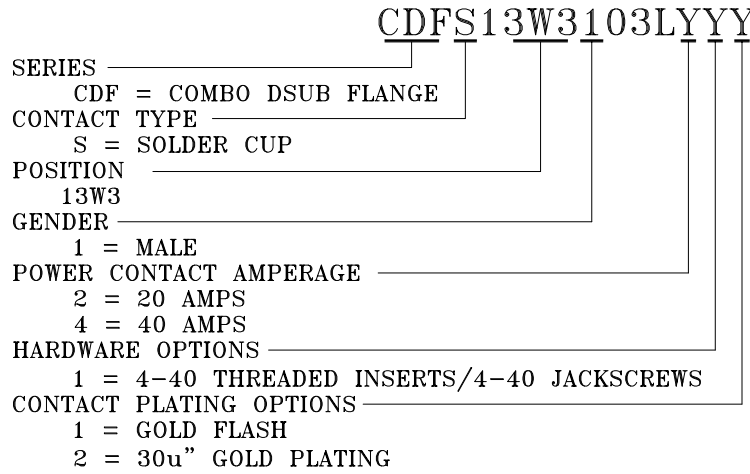 CDFS13W3103LYYY
SERIES
CDF = COMBO DSUB FLANGE
CONTACT TYPE
S = SOLDER CUP
POSITION
13W3
GENDER
1 = MALE
POWER CONTACT AMPERAGE
2 = 20 AMPS
4 = 40 AMPS
HARDWARE OPTIONS
1 = 4-40 THREADED INSERTS/4-40 JACKSCREWS
CONTACT PLATING OPTIONS
1 = GOLD FLASH
2 = 30u" GOLD PLATING